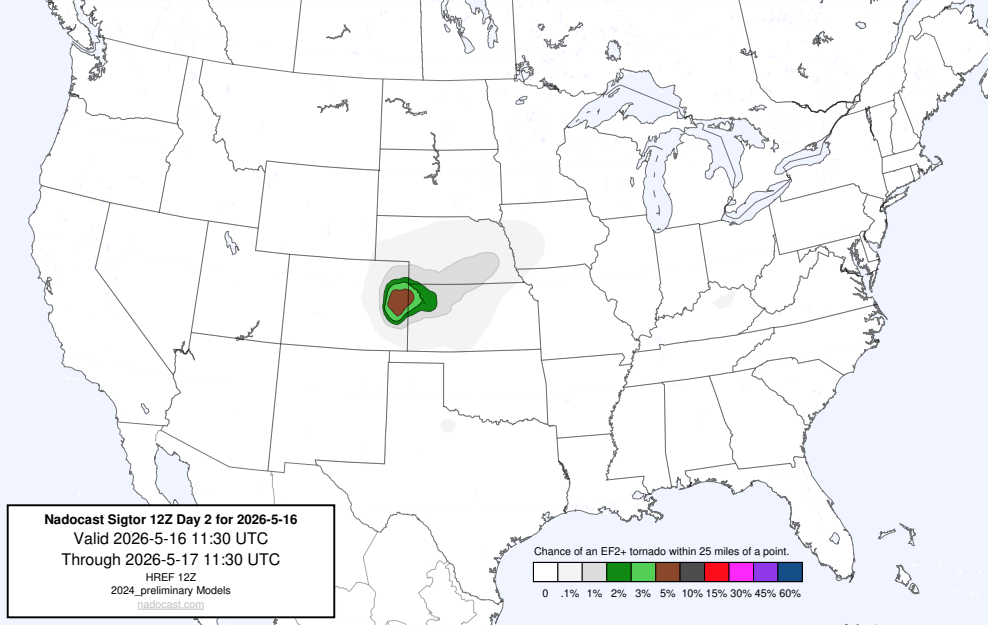 Nadocast Sigtor 12Z Day 2 for 2026-5-16
Valid 2026-5-16 11:30 UTC
Through 2026-5-17 11:30 UTC
HREF 12Z
2024_preliminary Models
nadocast.com
Chance of an EF2+ tornado within 25 miles of a point.
0 .1% 1% 2% 3% 5% 10% 15% 30% 45% 60%